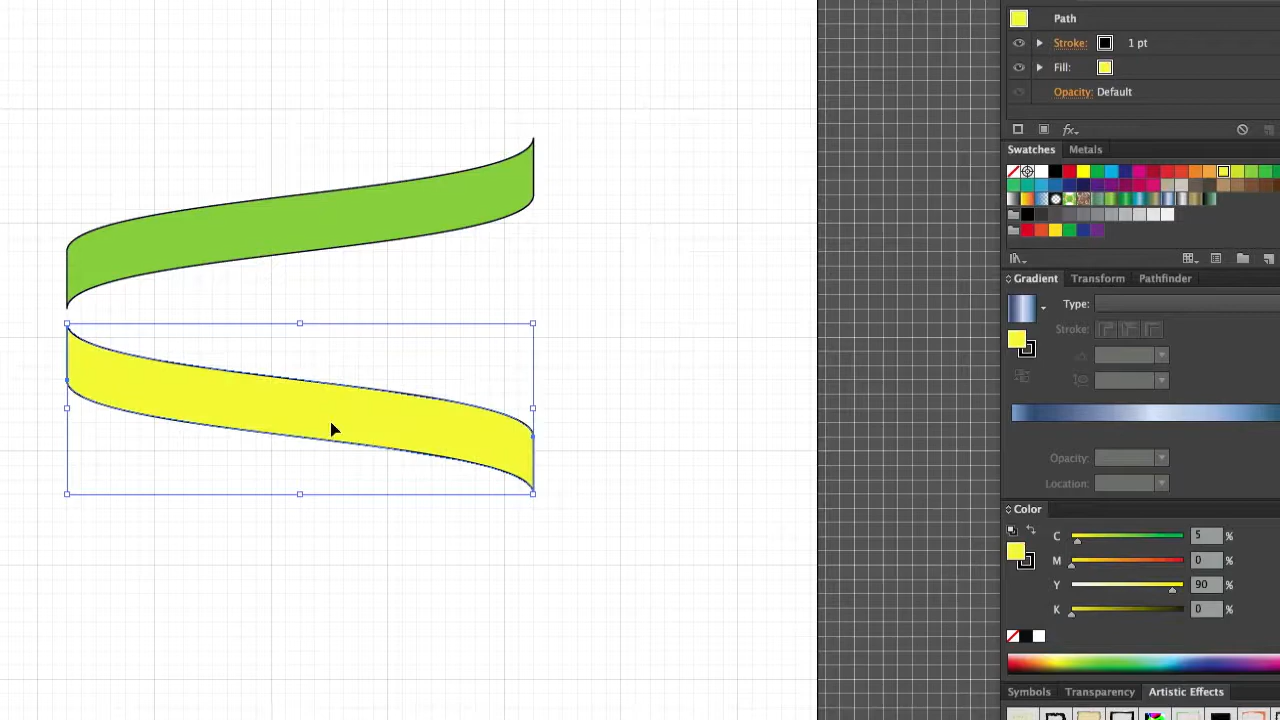 Path
Stroke: 1 pt
Fill:
Opacity: Default
fx
Swatches Metals
Gradient Transform Pathfinder
Type:
Stroke:
Opacity:
Location:
Color
C 5 %
M 0 %
Y 90 %
K 0 %
Symbols Transparency Artistic Effects